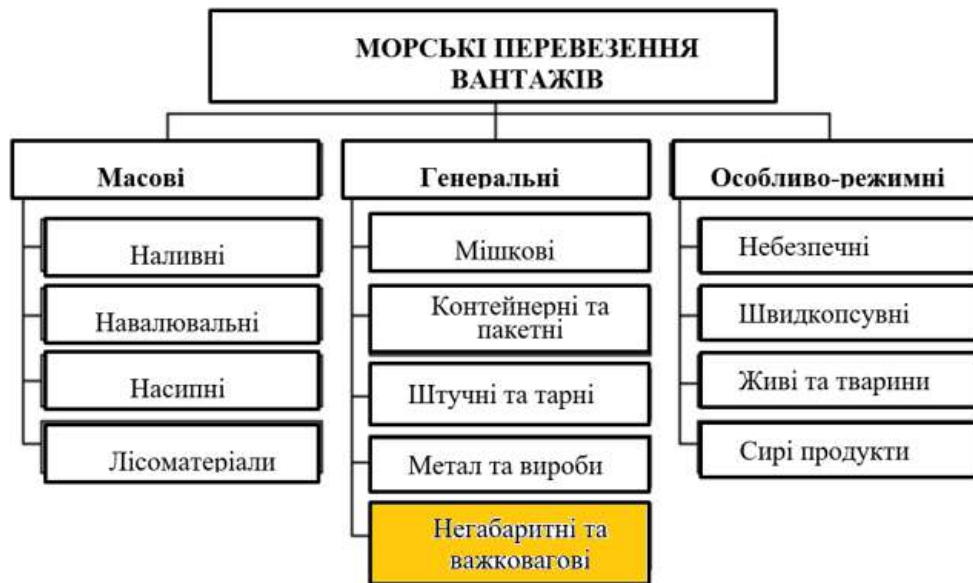 МОРСЬКІ ПЕРЕВЕЗЕННЯ
ВАНТАЖІВ
Масові
Наливні
Навалювальні
Насипні
Лісоматеріали
Генеральні
Мішкові
Контейнерні та
пакетні
Штучні та тарні
Метал та вироби
Негабаритні та
важковагові
Особливо-режимні
Небезпечні
Швидкопсувні
Живі та тварини
Сирі продукти